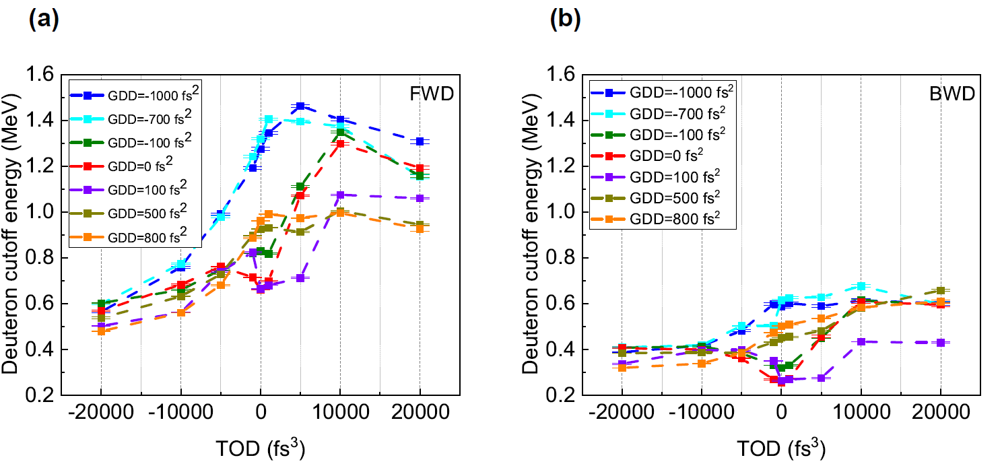 (a)
Deuteron cutoff energy (MeV)
1.6
1.4
1.2
1.0
0.8
0.6
0.4
0.2
GDD=-1000 fs²
GDD=-700 fs²
GDD=-100 fs²
GDD=0 fs²
GDD=100 fs²
GDD=500 fs²
GDD=800 fs²
FWD
-20000 -10000 0 10000 20000
TOD (fs³)
(b)
Deuteron cutoff energy (MeV)
1.6
1.4
1.2
1.0
0.8
0.6
0.4
0.2
GDD=-1000 fs²
GDD=-700 fs²
GDD=-100 fs²
GDD=0 fs²
GDD=100 fs²
GDD=500 fs²
GDD=800 fs²
BWD
-20000 -10000 0 10000 20000
TOD (fs³)